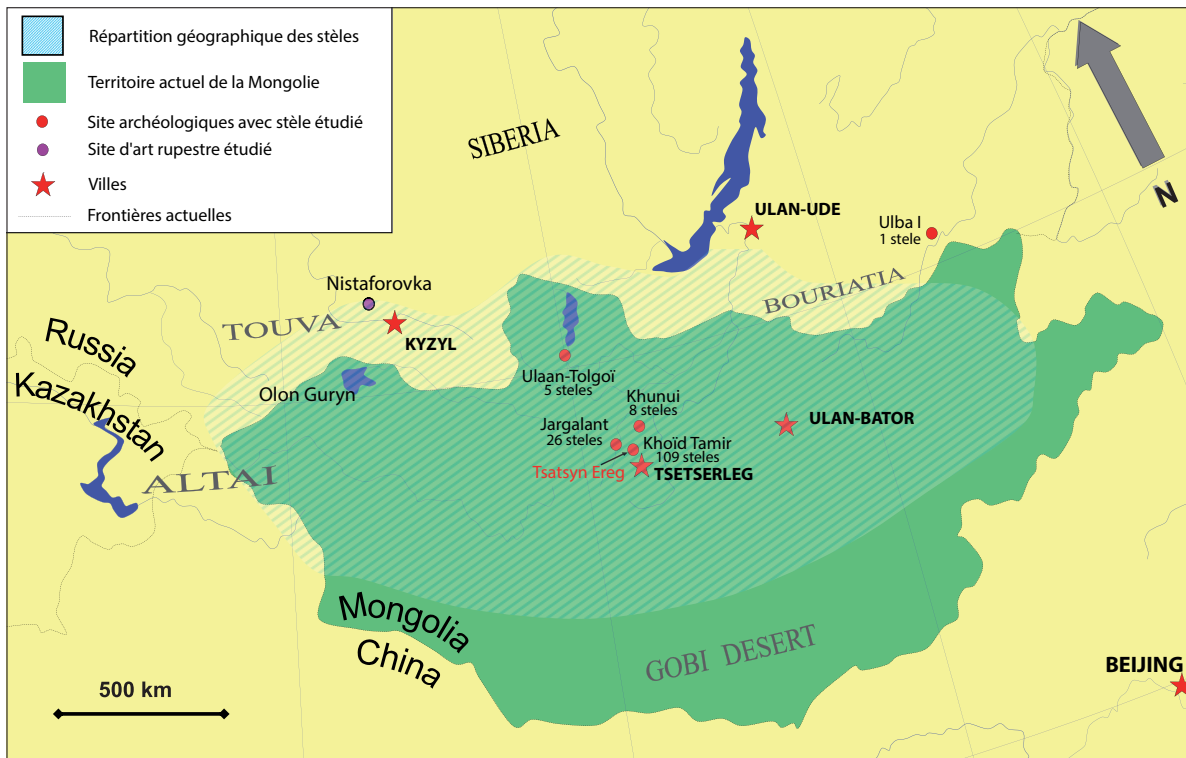 Répartition géographique des stèles
Territoire actuel de la Mongolie
Site archéologiques avec stèle étudié
Site d'art rupestre étudié
Villes
Frontières actuelles
N
SIBERIA
ULAN-UDE
Ulba I
1 stele
Nistaforovka
BOURIATIA
TOUVA
KYZYL
Russia
Kazakhstan
Olon Guryn
Ulaan-Tolgoï
5 steles
Khunui
8 steles
Jargalant
26 steles
ULAN-BATOR
Khoïd Tamir
109 steles
Tsatsyn Ereg
TSETSERLEG
ALTAI
Mongolia
China
GOBI DESERT
BEIJING
500 km